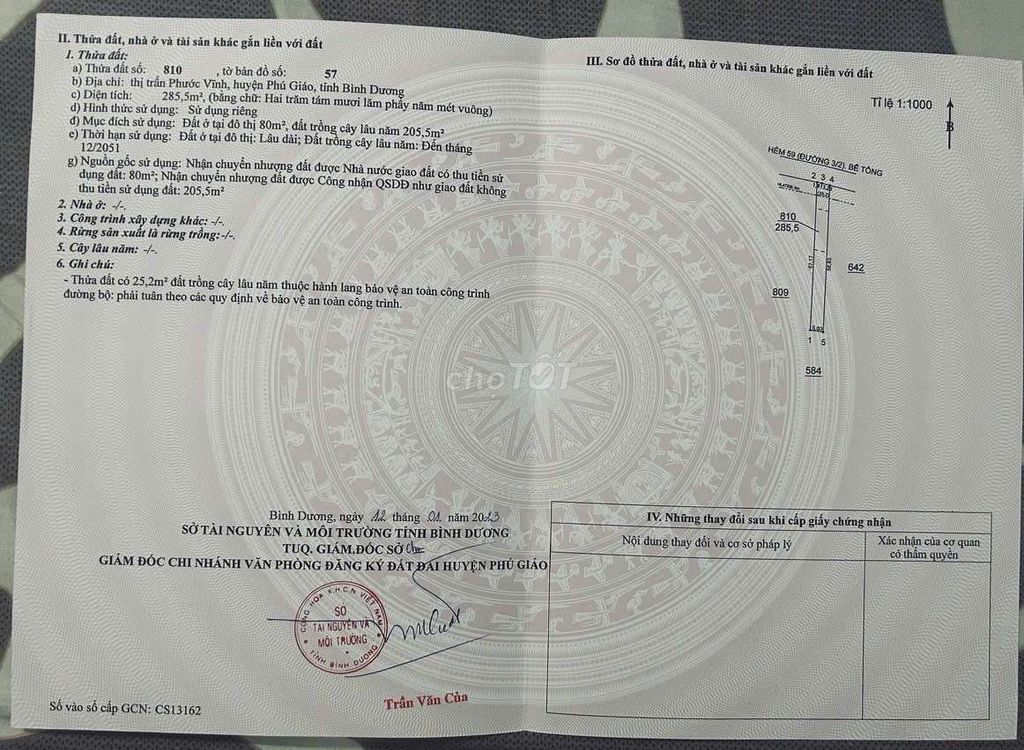 II. Thửa đất, nhà ở và tài sản khác gắn liền với đất
1. Thửa đất:
a) Thửa đất số: 810 , tờ bản đồ số: 57
b) Địa chỉ: thị trấn Phước Vĩnh, huyện Phú Giáo, tỉnh Bình Dương
c) Diện tích: 285,5m², (bằng chữ: Hai trăm tám mươi lăm phẩy năm mét vuông)
d) Hình thức sử dụng: Sử dụng riêng
đ) Mục đích sử dụng: Đất ở tại đô thị 80m², đất trồng cây lâu năm 205,5m²
e) Thời hạn sử dụng: Đất ở tại đô thị: Lâu dài; Đất trồng cây lâu năm: Đến tháng
12/2051
g) Nguồn gốc sử dụng: Nhận chuyển nhượng đất được Nhà nước giao đất có thu tiền sử
dụng đất: 80m²; Nhận chuyển nhượng đất được Công nhận QSDĐ như giao đất không
thu tiền sử dụng đất: 205,5m²
2. Nhà ở: -/-.
3. Công trình xây dựng khác: -/-.
4. Rừng sản xuất là rừng trồng: -/-.
5. Cây lâu năm: -/-.
6. Ghi chú:
- Thửa đất có 25,2m² đất trồng cây lâu năm thuộc hành lang bảo vệ an toàn công trình
đường bộ: phải tuân theo các quy định về bảo vệ an toàn công trình.
Bình Dương, ngày 12 tháng 01 năm 2023
SỞ TÀI NGUYÊN VÀ MÔI TRƯỜNG TỈNH BÌNH DƯƠNG
TUQ. GIÁM ĐỐC SỞ
GIÁM ĐỐC CHI NHÁNH VĂN PHÒNG ĐĂNG KÝ ĐẤT ĐAI HUYỆN PHÚ GIÁO
CỘNG HÒA X.H.C.N VIỆT NAM
SỞ
TÀI NGUYÊN VÀ
MÔI TRƯỜNG
TỈNH BÌNH DƯƠNG
Trần Văn Của
Số vào sổ cấp GCN: CS13162
III. Sơ đồ thửa đất, nhà ở và tài sản khác gắn liền với đất
Tỉ lệ 1:1000
B
HẺM 59 (ĐƯỜNG 3/2), BÊ TÔNG
2 3 4
810
285,5
642
809
1 5
584
chợTỐT
IV. Những thay đổi sau khi cấp giấy chứng nhận
Nội dung thay đổi và cơ sở pháp lý
Xác nhận của cơ quan
có thẩm quyền